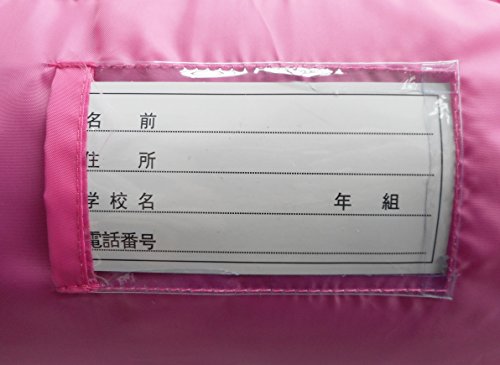 名 前
住 所
学校名 年 組
電話番号